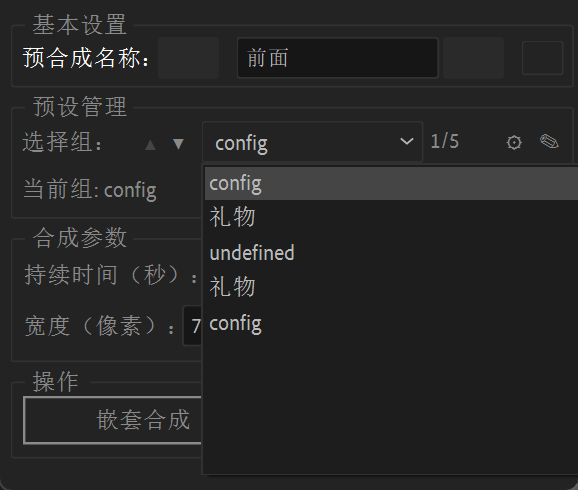 基本设置
预合成名称： 前面
预设管理
选择组： ▲ ▼ config 1/5
当前组: config
config
礼物
undefined
礼物
config
合成参数
持续时间（秒）：
宽度（像素）： 7
操作
嵌套合成